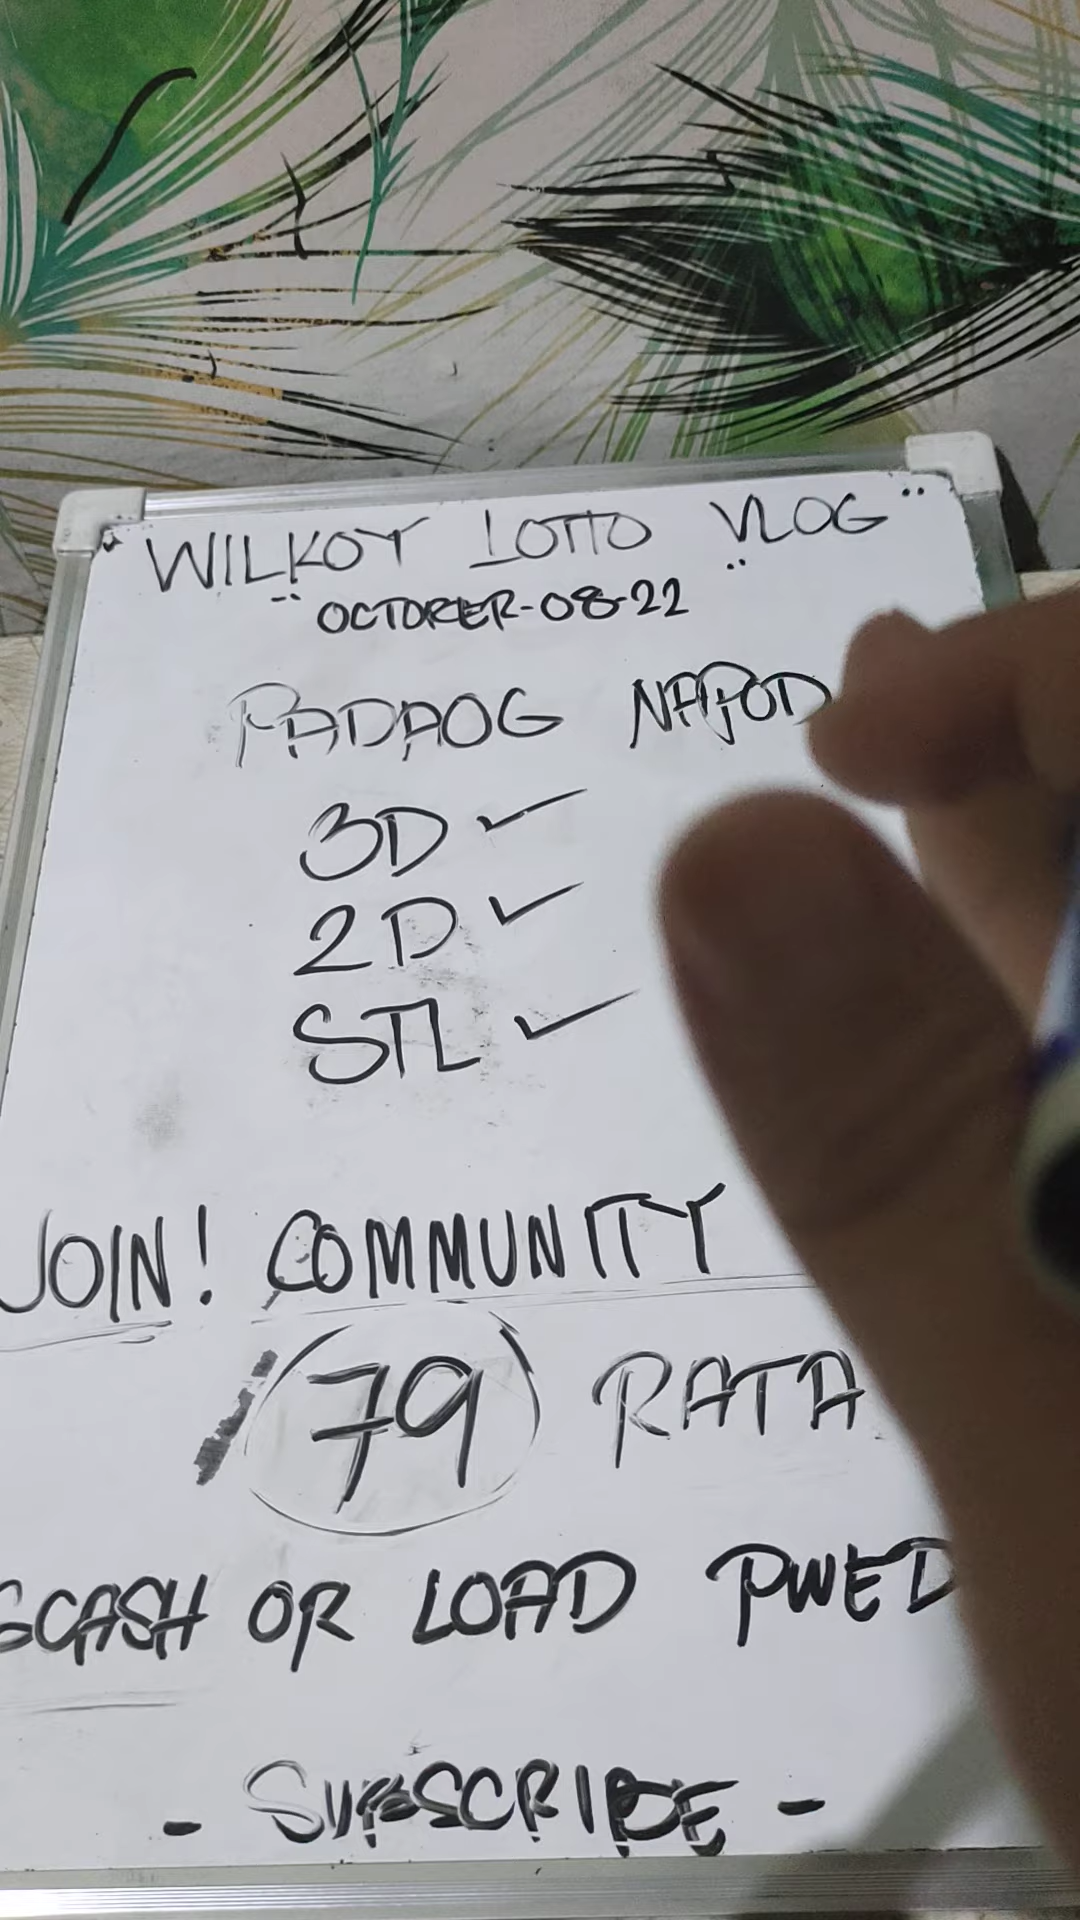 "WILKOY LOTTO VLOG"
OCTOBER-08-22
PADAOG NAPOD
3D ✓
2D ✓
STL ✓
JOIN! COMMUNITY
79 RATA
GCASH OR LOAD PWED
- SUBSCRIBE -